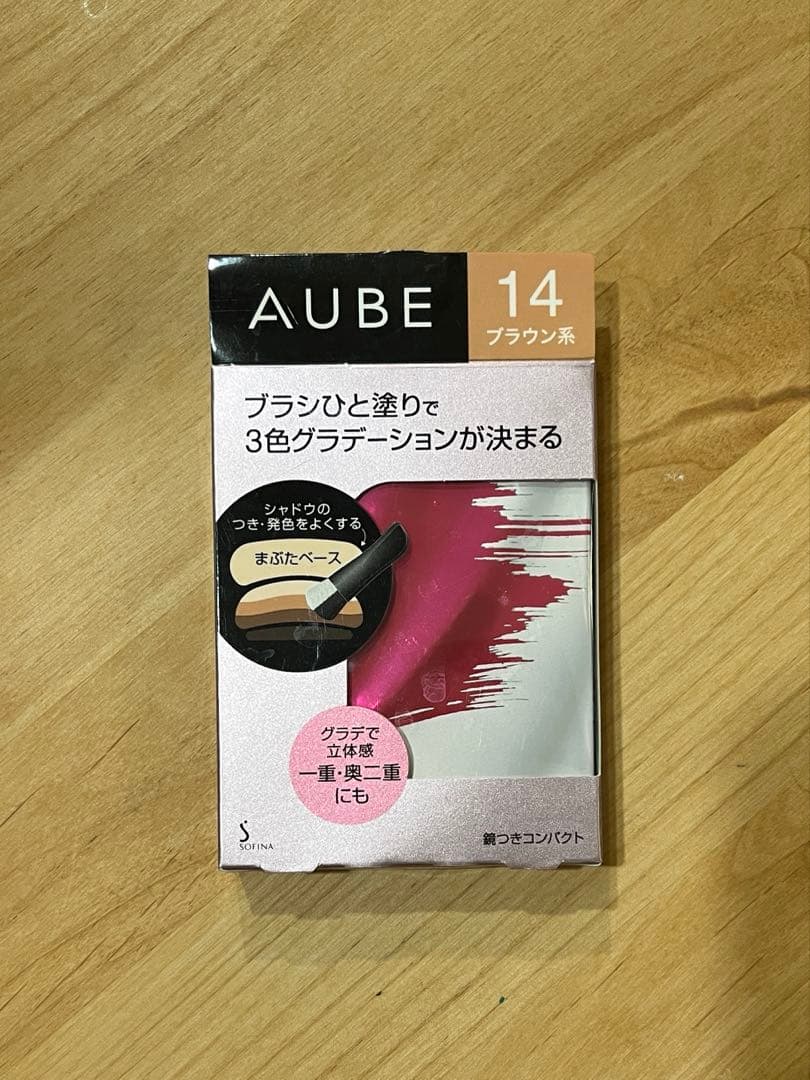 AUBE
14
ブラウン系
ブラシひと塗りで
3色グラデーションが決まる
シャドウの
つき・発色をよくする
まぶたベース
グラデで
立体感
一重・奥二重
にも
SOFINA
鏡つきコンパクト